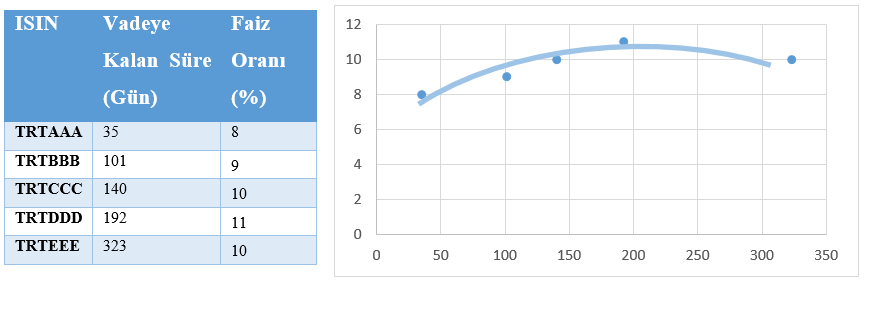 ISIN Vadeye Kalan Süre (Gün) Faiz Oranı (%)
TRTAAA 35 8
TRTBBB 101 9
TRTCCC 140 10
TRTDDD 192 11
TRTEEE 323 10
12
10
8
6
4
2
0
0 50 100 150 200 250 300 350